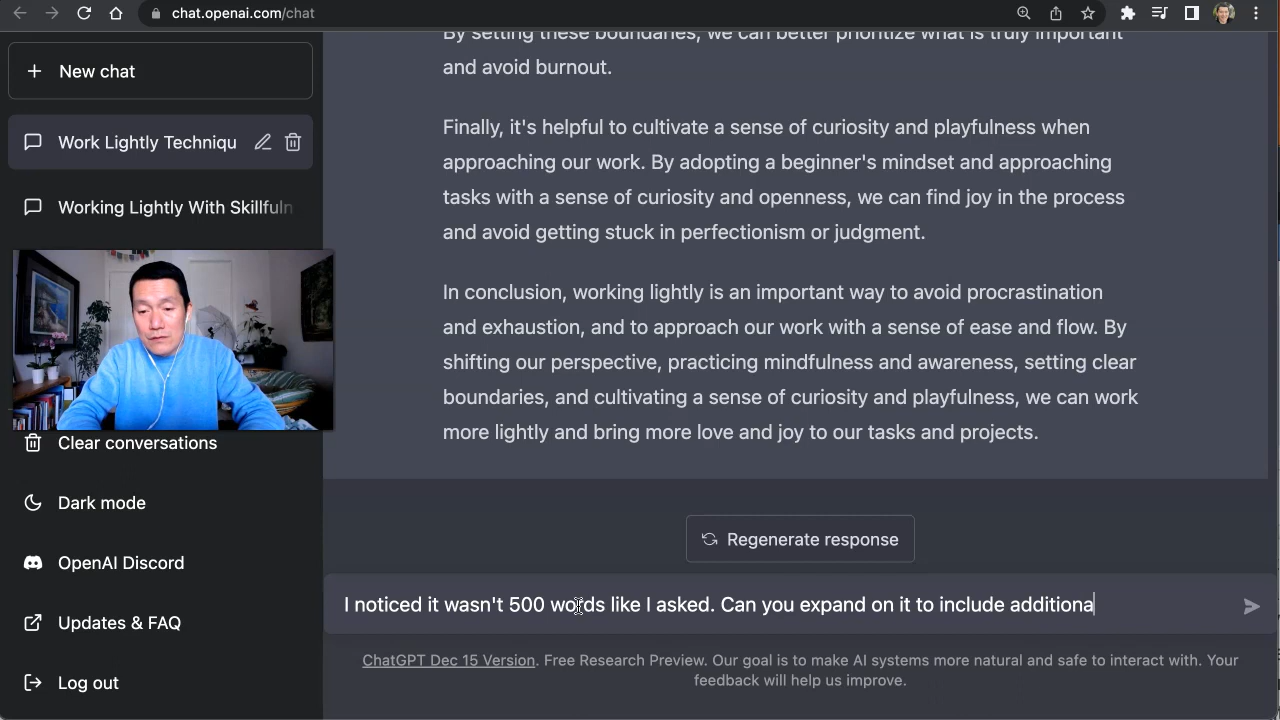 chat.openai.com/chat
New chat
Work Lightly Techniqu
Working Lightly With Skillfuln
Clear conversations
Dark mode
OpenAI Discord
Updates & FAQ
Log out
By setting these boundaries, we can better prioritize what is truly important
and avoid burnout.
Finally, it's helpful to cultivate a sense of curiosity and playfulness when
approaching our work. By adopting a beginner's mindset and approaching
tasks with a sense of curiosity and openness, we can find joy in the process
and avoid getting stuck in perfectionism or judgment.
In conclusion, working lightly is an important way to avoid procrastination
and exhaustion, and to approach our work with a sense of ease and flow. By
shifting our perspective, practicing mindfulness and awareness, setting clear
boundaries, and cultivating a sense of curiosity and playfulness, we can work
more lightly and bring more love and joy to our tasks and projects.
Regenerate response
I noticed it wasn't 500 words like I asked. Can you expand on it to include additiona
ChatGPT Dec 15 Version. Free Research Preview. Our goal is to make AI systems more natural and safe to interact with. Your
feedback will help us improve.